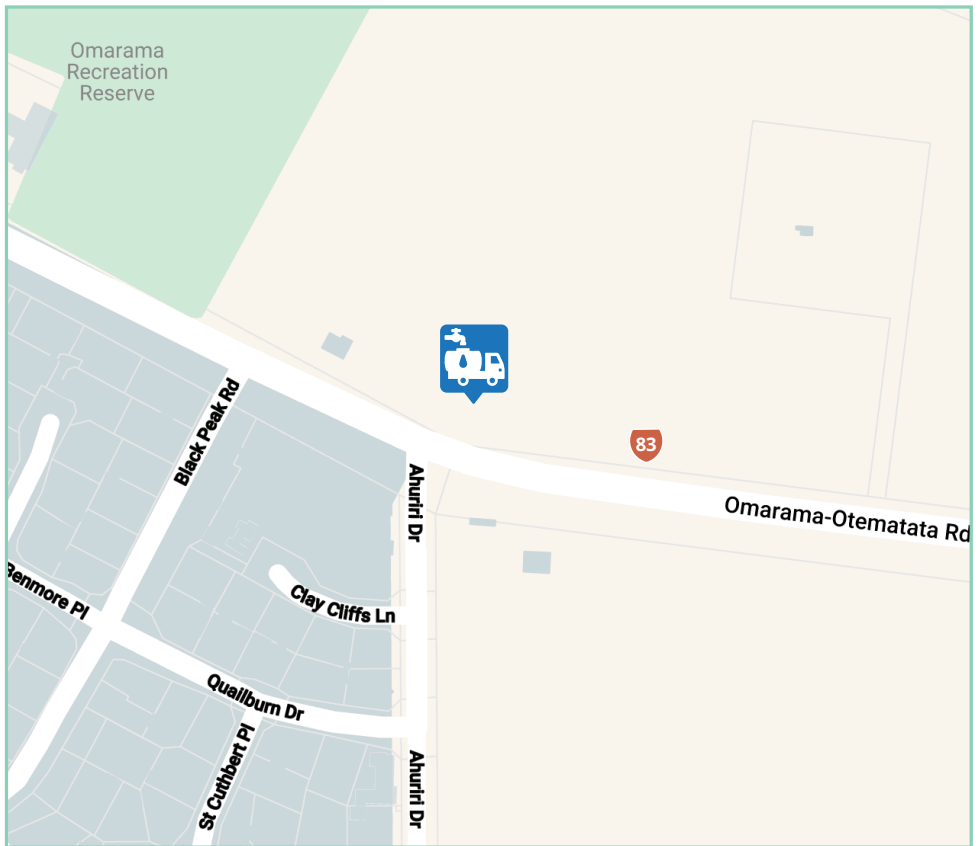 Omarama
Recreation
Reserve
Black Peak Rd
Ahuriri Dr
83
Omarama-Otematata Rd
Benmore Pl
Clay Cliffs Ln
Quailburn Dr
St Cuthbert Pl
Ahuriri Dr